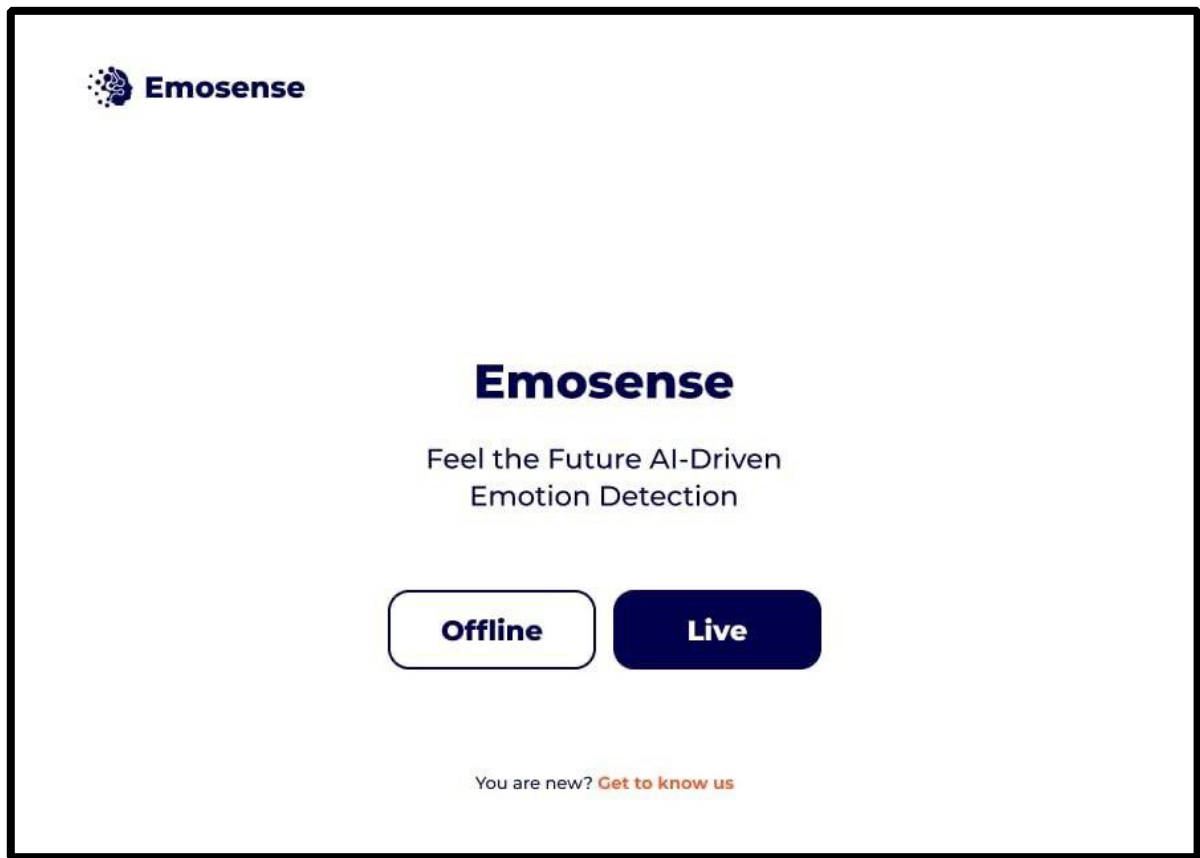 Emosense
Emosense
Feel the Future AI-Driven
Emotion Detection
Offline
Live
You are new? Get to know us